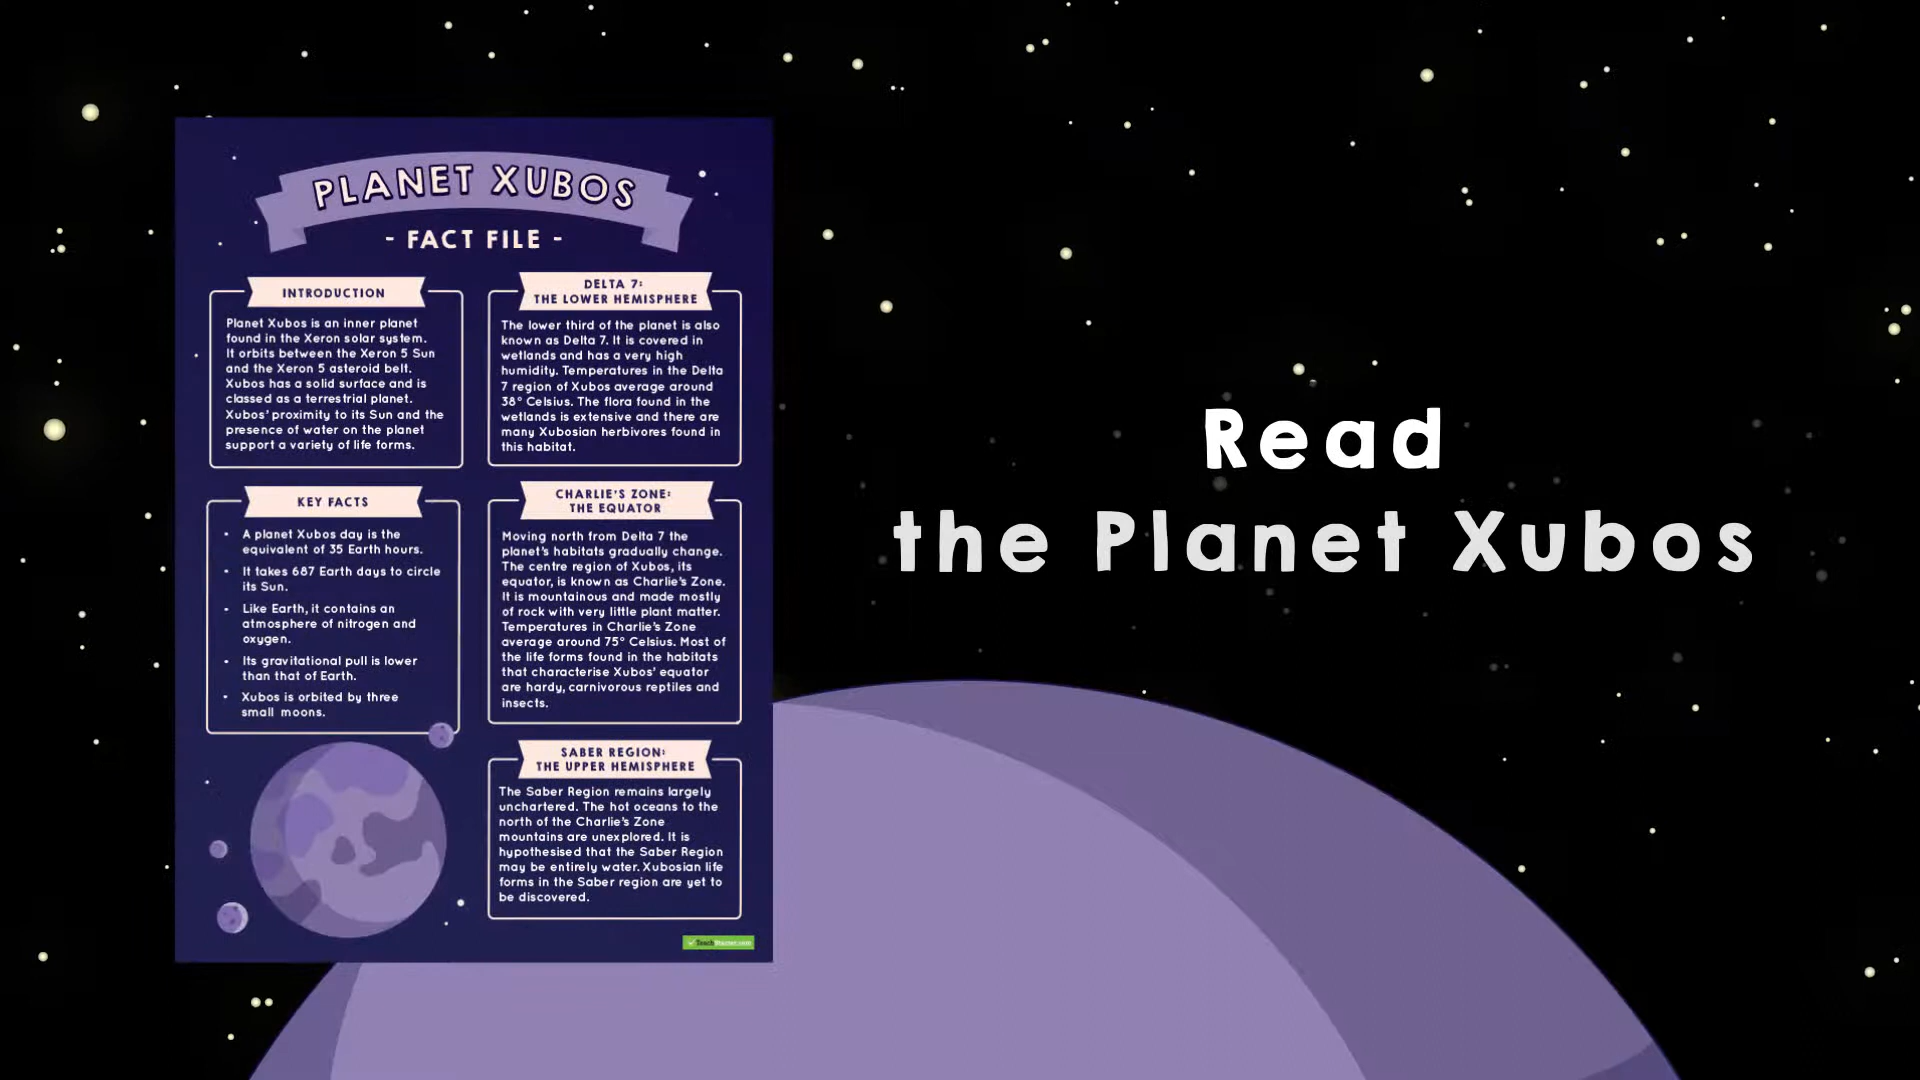 PLANET XUBOS
- FACT FILE -
INTRODUCTION
Planet Xubos is an inner planet
found in the Xeron solar system.
It orbits between the Xeron 5 Sun
and the Xeron 5 asteroid belt.
Xubos has a solid surface and is
classed as a terrestrial planet.
Xubos' proximity to its Sun and the
presence of water on the planet
support a variety of life forms.
KEY FACTS
• A planet Xubos day is the
equivalent of 35 Earth hours.
• It takes 687 Earth days to circle
its Sun.
• Like Earth, it contains an
atmosphere of nitrogen and
oxygen.
• Its gravitational pull is lower
than that of Earth.
• Xubos is orbited by three
small moons.
DELTA 7:
THE LOWER HEMISPHERE
The lower third of the planet is also
known as Delta 7. It is covered in
wetlands and has a very high
humidity. Temperatures in the Delta
7 region of Xubos average around
38° Celsius. The flora found in the
wetlands is extensive and there are
many Xubosian herbivores found in
this habitat.
CHARLIE'S ZONE:
THE EQUATOR
Moving north from Delta 7 the
planet's habitats gradually change.
The centre region of Xubos, its
equator, is known as Charlie's Zone.
It is mountainous and made mostly
of rock with very little plant matter.
Temperatures in Charlie's Zone
average around 75° Celsius. Most of
the life forms found in the habitats
that characterise Xubos' equator
are hardy, carnivorous reptiles and
insects.
SABER REGION:
THE UPPER HEMISPHERE
The Saber Region remains largely
unchartered. The hot oceans to the
north of the Charlie's Zone
mountains are unexplored. It is
hypothesised that the Saber Region
may be entirely water. Xubosian life
forms in the Saber region are yet to
be discovered.
TeachStarter.com
Read
the Planet Xubos